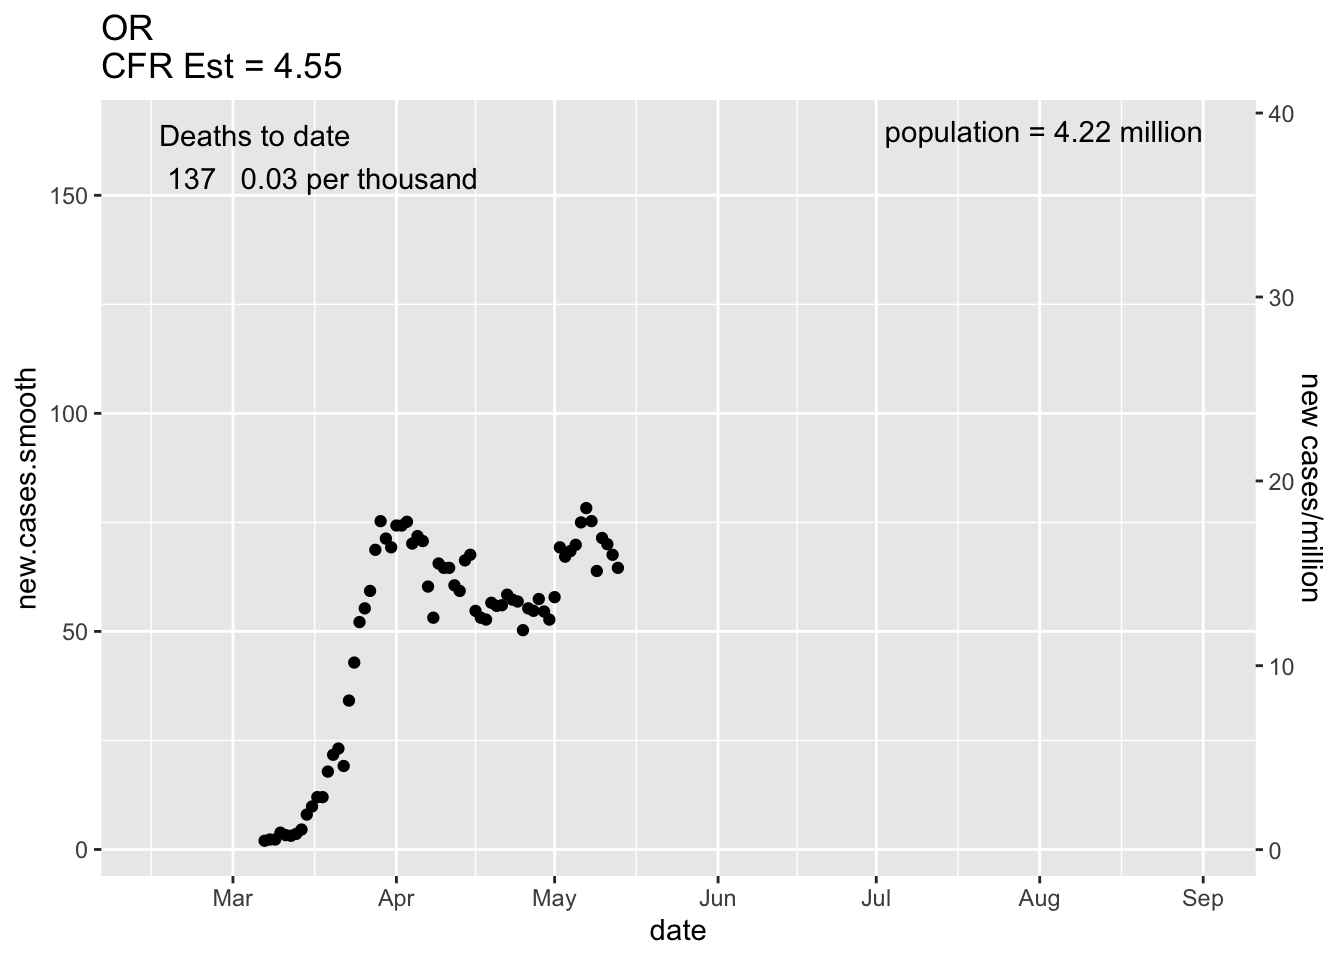 OR
CFR Est = 4.55
Deaths to date
137 0.03 per thousand
population = 4.22 million
new.cases.smooth
150
100
50
0
40
30
20
10
0
new cases/million
Mar Apr May Jun Jul Aug Sep
date